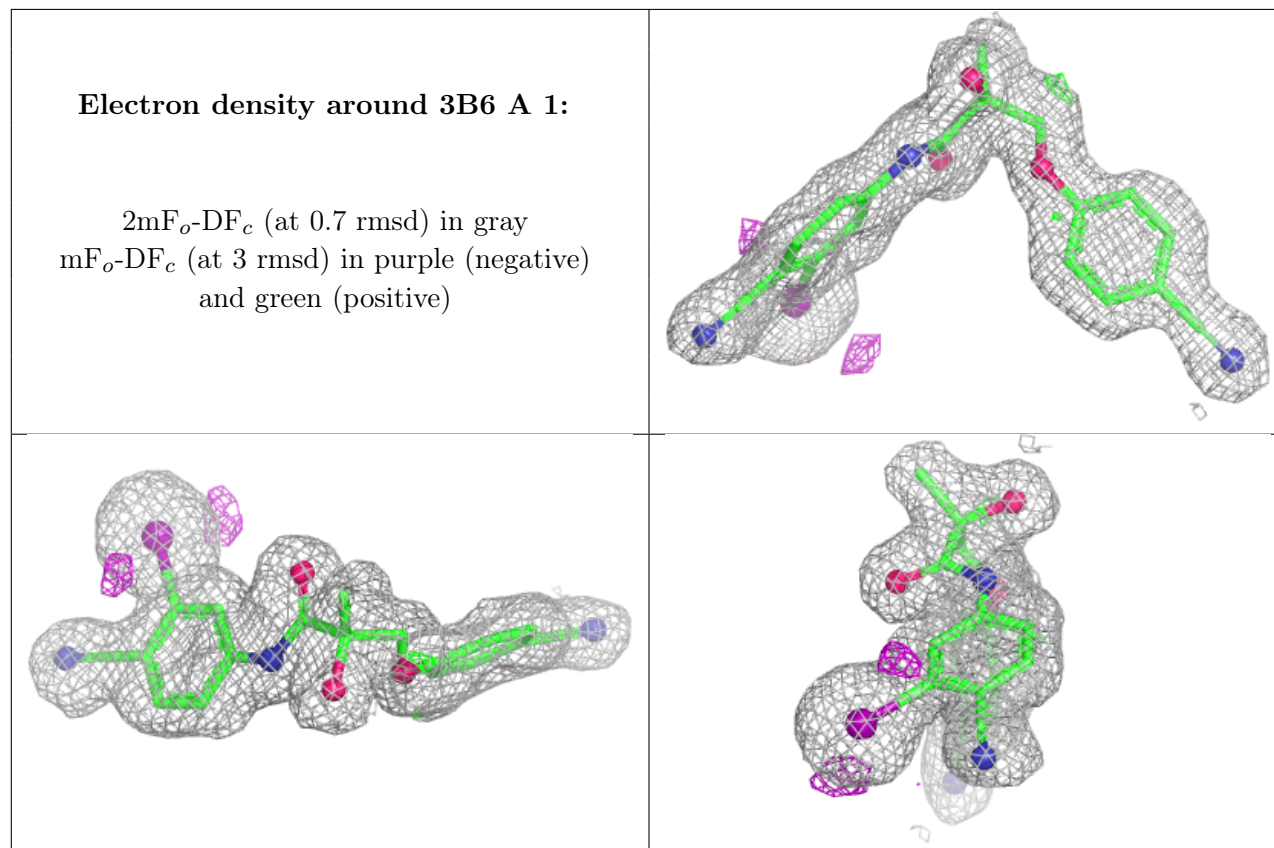 Electron density around 3B6 A 1:
2mFo-DFc (at 0.7 rmsd) in gray
mFo-DFc (at 3 rmsd) in purple (negative)
and green (positive)